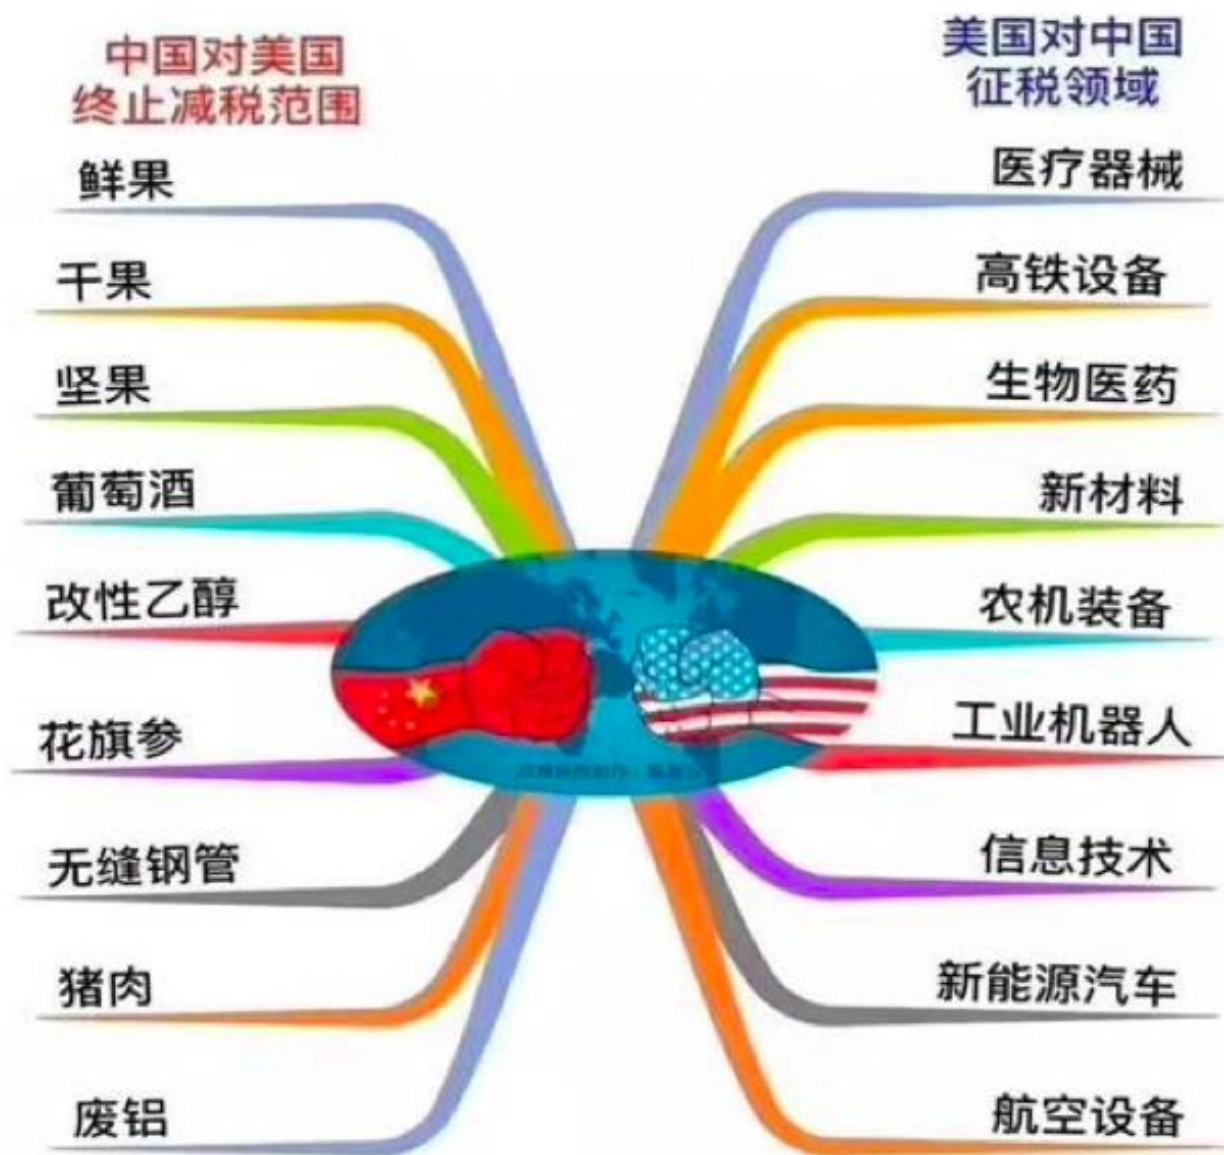 中国对美国
终止减税范围
鲜果
干果
坚果
葡萄酒
改性乙醇
花旗参
无缝钢管
猪肉
废铝
美国对中国
征税领域
医疗器械
高铁设备
生物医药
新材料
农机装备
工业机器人
信息技术
新能源汽车
航空设备